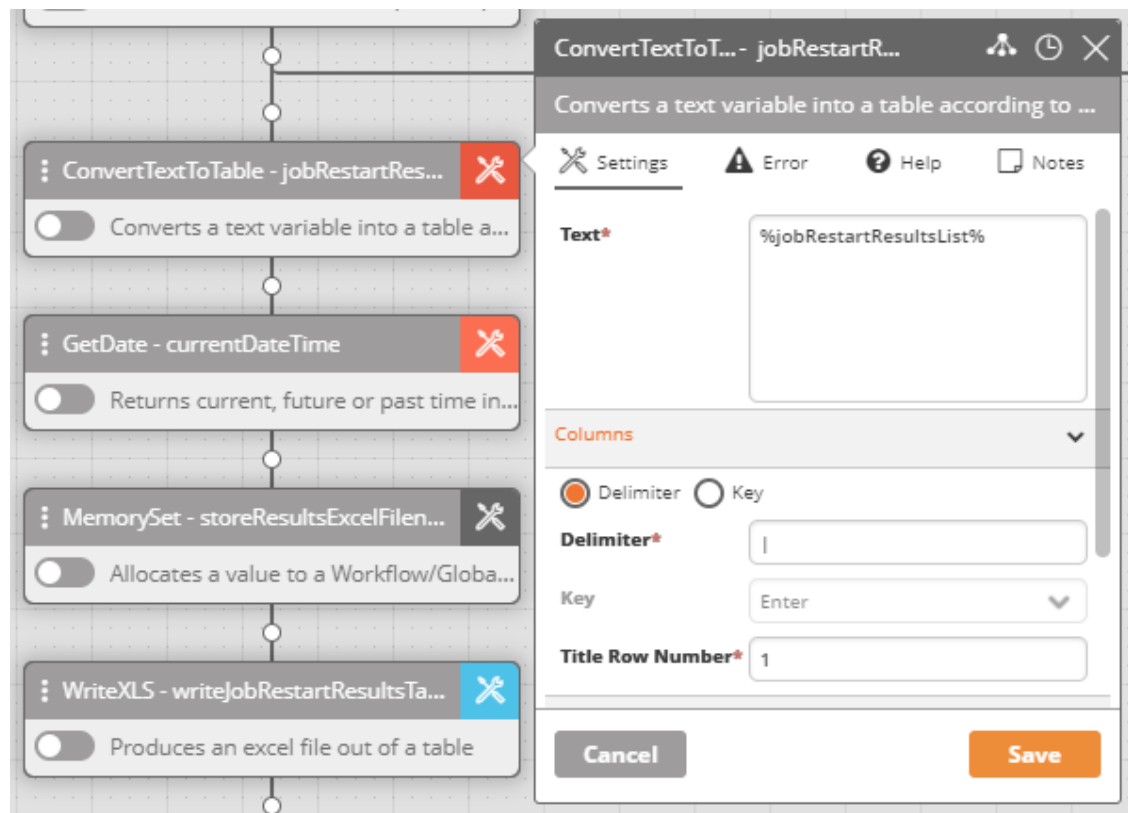 ConvertTextToTable - jobRestartRes...
Converts a text variable into a table a...
GetDate - currentDateTime
Returns current, future or past time in...
MemorySet - storeResultsExcelFilen...
Allocates a value to a Workflow/Globa...
WriteXLS - writeJobRestartResultsTa...
Produces an excel file out of a table
ConvertTextToT...- jobRestartR...
Converts a text variable into a table according to ...
Settings Error Help Notes
Text* %jobRestartResultsList%
Columns
Delimiter Key
Delimiter* |
Key Enter
Title Row Number* 1
Cancel Save